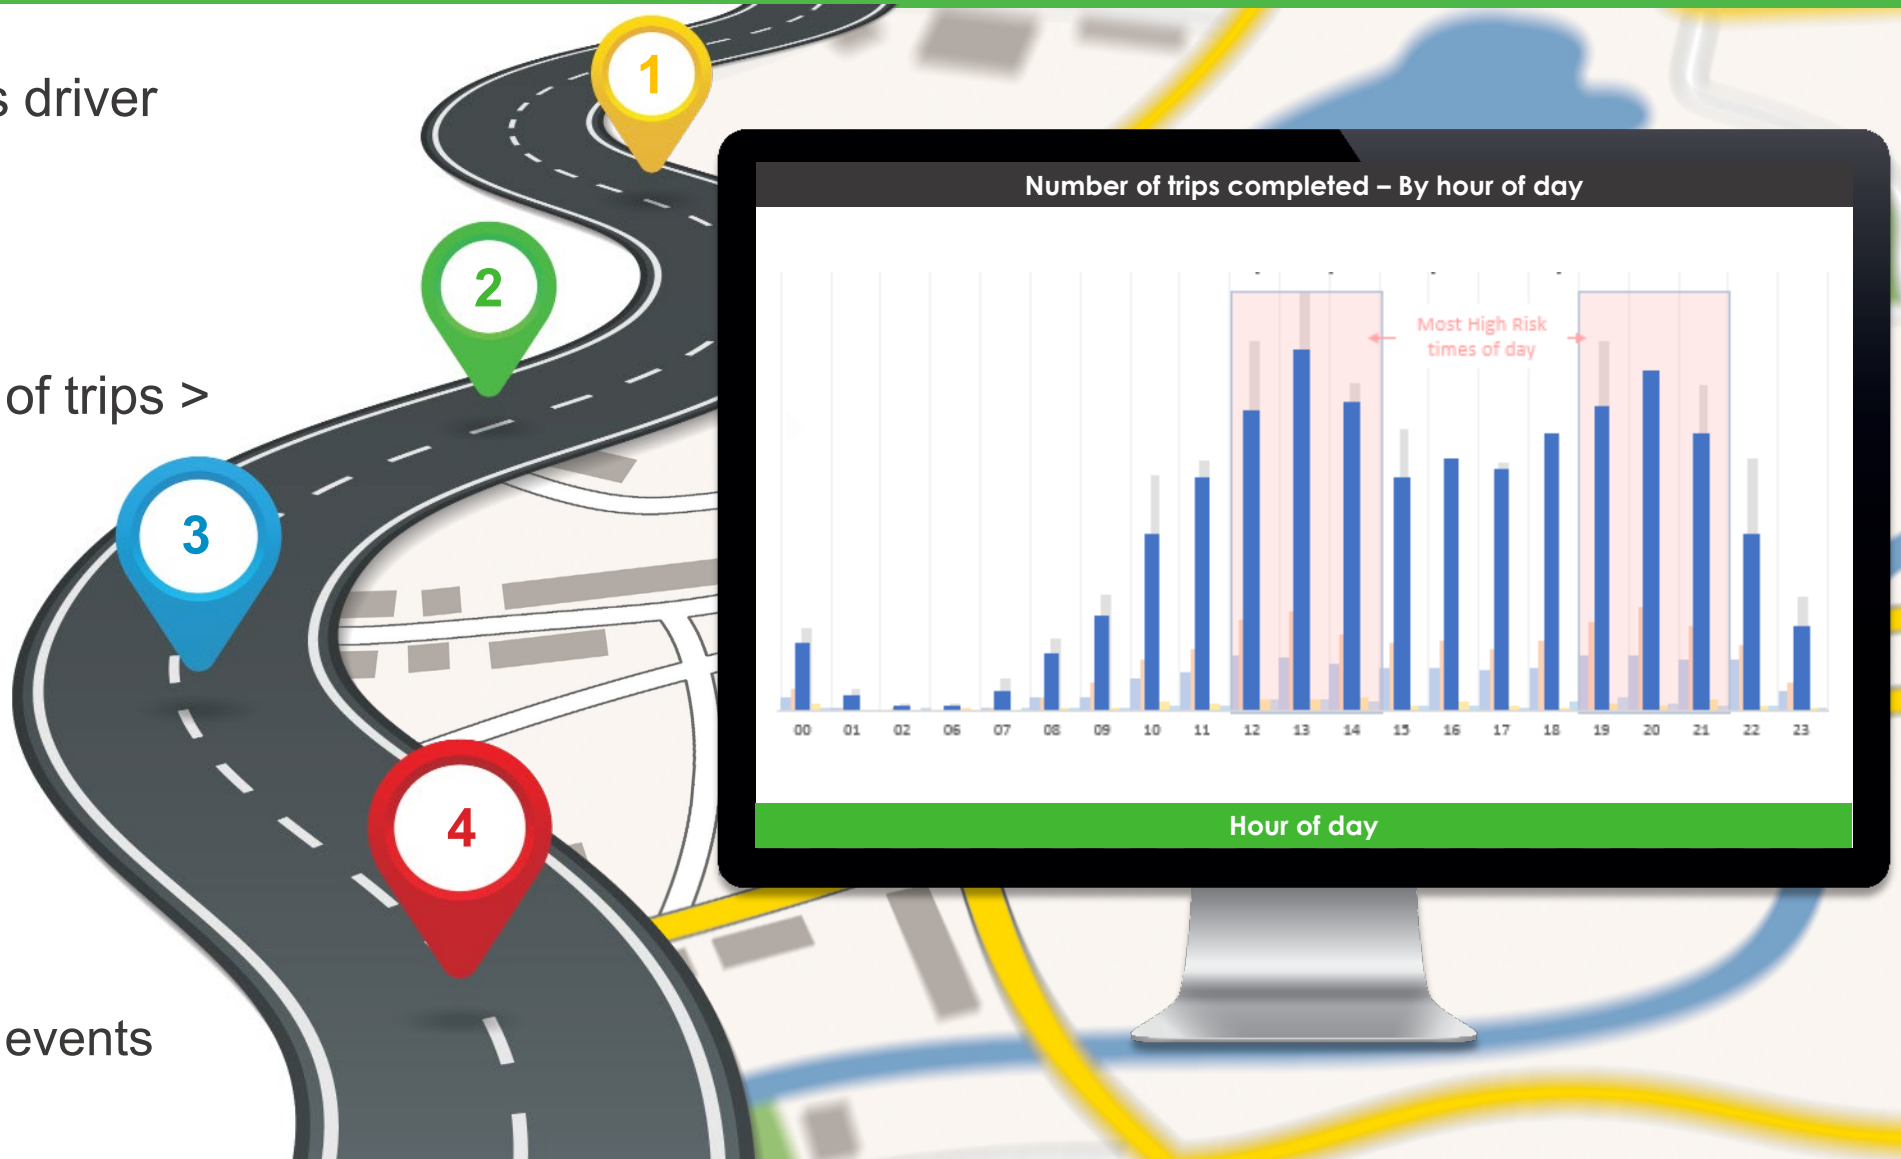 s driver
1
2
of trips >
3
4
events
Number of trips completed – By hour of day
Most High Risk
times of day
00 01 02 06 07 08 09 10 11 12 13 14 15 16 17 18 19 20 21 22 23
Hour of day